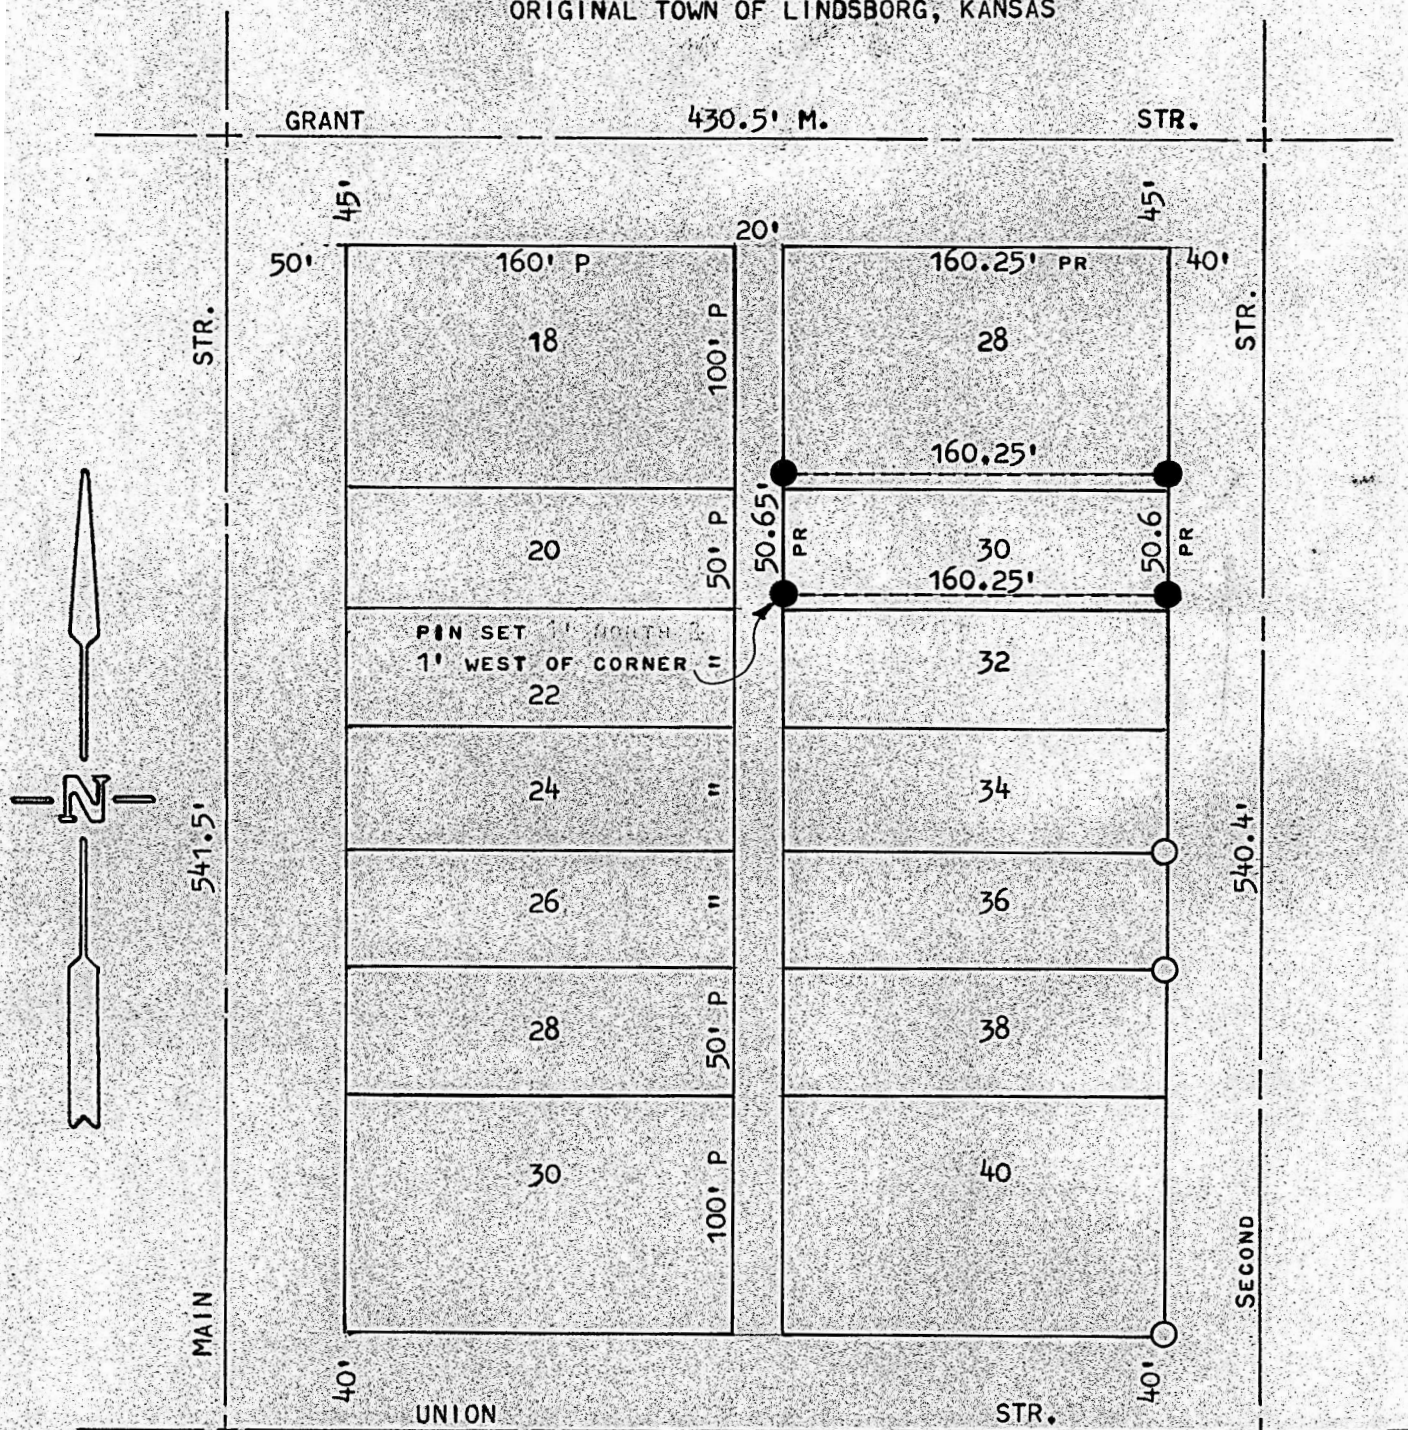 ORIGINAL TOWN OF LINDSBORG, KANSAS
GRANT 430.5' M. STR.
45' 45'
20'
50' 160' P 160.25' PR 40'
STR. 18 100' P 28 STR.
160.25'
20 50' P 50.65' PR 30 50.6 PR
160.25'
PIN SET 1' NORTH &
1' WEST OF CORNER "
22 32
N 541.5' 24 " 34 540.4'
26 " 36
28 50' P 38
30 100' P 40
MAIN SECOND
40' 40'
UNION STR.